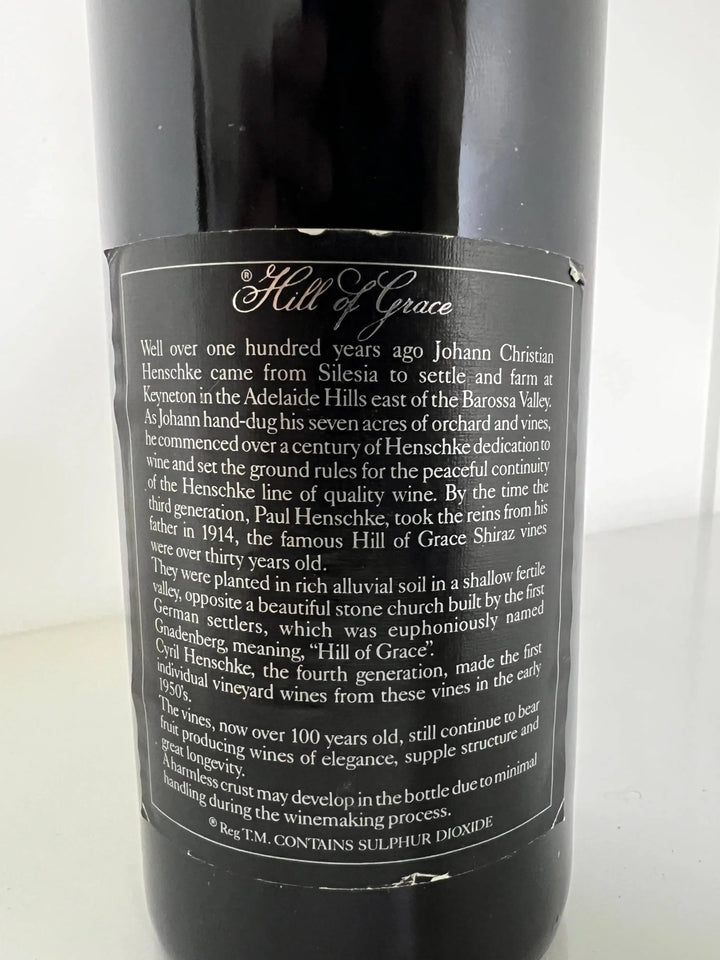 ® Hill of Grace
Well over one hundred years ago Johann Christian
Henschke came from Silesia to settle and farm at
Keyneton in the Adelaide Hills east of the Barossa Valley.
As Johann hand-dug his seven acres of orchard and vines,
he commenced over a century of Henschke dedication to
wine and set the ground rules for the peaceful continuity
of the Henschke line of quality wine. By the time the
third generation, Paul Henschke, took the reins from his
father in 1914, the famous Hill of Grace Shiraz vines
were over thirty years old.
They were planted in rich alluvial soil in a shallow fertile
valley, opposite a beautiful stone church built by the first
German settlers, which was euphoniously named
Gnadenberg, meaning, “Hill of Grace”.
Cyril Henschke, the fourth generation, made the first
individual vineyard wines from these vines in the early
1950's.
The vines, now over 100 years old, still continue to bear
fruit producing wines of elegance, supple structure and
great longevity.
A harmless crust may develop in the bottle due to minimal
handling during the winemaking process.
® Reg T.M. CONTAINS SULPHUR DIOXIDE